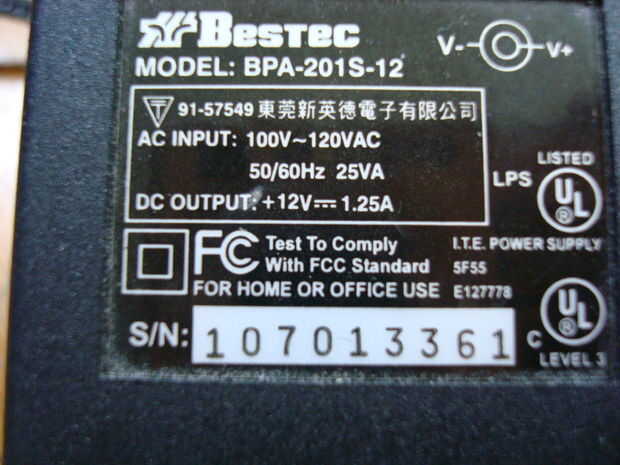 BESTEC
V- V+
MODEL: BPA-201S-12
91-57549 東莞新英德電子有限公司
AC INPUT: 100V~120VAC
50/60Hz 25VA
DC OUTPUT: +12V⎓1.25A
LISTED
LPS UL
FC Test To Comply
With FCC Standard
FOR HOME OR OFFICE USE
I.T.E. POWER SUPPLY
5F55
E127778
S/N: 107013361
C UL
LEVEL 3